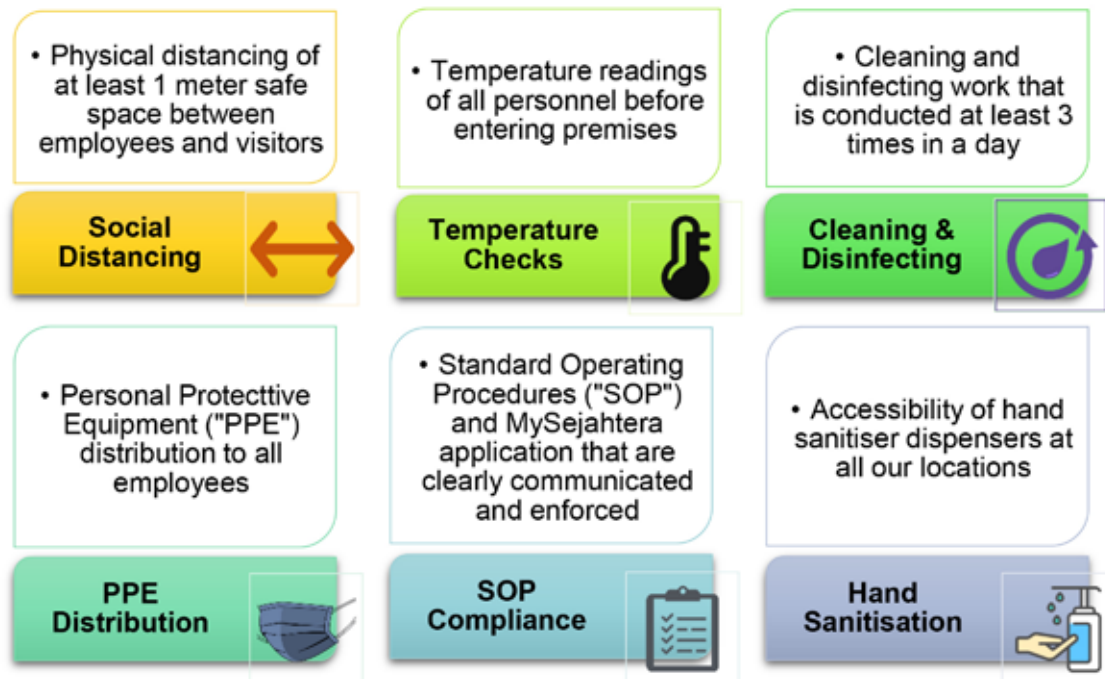 • Physical distancing of
at least 1 meter safe
space between
employees and visitors
Social
Distancing
• Temperature readings
of all personnel before
entering premises
Temperature
Checks
• Cleaning and
disinfecting work that
is conducted at least 3
times in a day
Cleaning &
Disinfecting
• Personal Protecttive
Equipment ("PPE")
distribution to all
employees
PPE
Distribution
• Standard Operating
Procedures ("SOP")
and MySejahtera
application that are
clearly communicated
and enforced
SOP
Compliance
• Accessibility of hand
sanitiser dispensers at
all our locations
Hand
Sanitisation